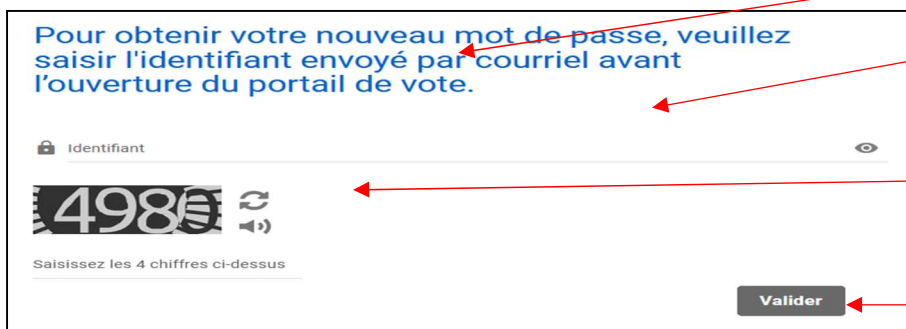 Pour obtenir votre nouveau mot de passe, veuillez
saisir l'identifiant envoyé par courriel avant
l’ouverture du portail de vote.
Identifiant
4980
Saisissez les 4 chiffres ci-dessus
Valider